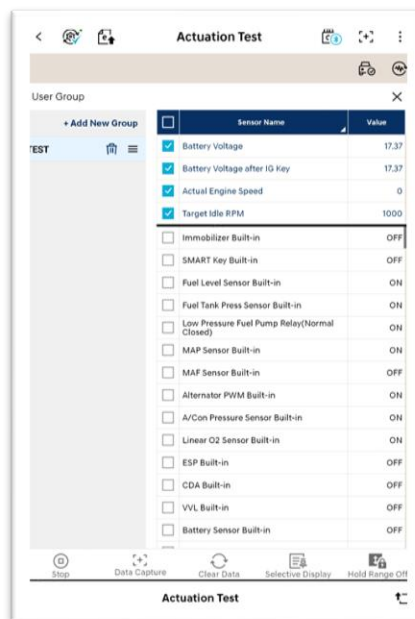 Actuation Test
User Group
+ Add New Group
TEST
Sensor Name Value
Battery Voltage 17.37
Battery Voltage after IG Key 17.37
Actual Engine Speed 0
Target Idle RPM 1000
Immobilizer Built-in OFF
SMART Key Built-in OFF
Fuel Level Sensor Built-in ON
Fuel Tank Press Sensor Built-in ON
Low Pressure Fuel Pump Relay(Normal
Closed) ON
MAP Sensor Built-in ON
MAF Sensor Built-in OFF
Alternator PWM Built-in ON
A/Con Pressure Sensor Built-in ON
Linear O2 Sensor Built-in ON
ESP Built-in OFF
CDA Built-in OFF
VVL Built-in OFF
Battery Sensor Built-in OFF
Stop Data Capture Clear Data Selective Display Hold Range Off
Actuation Test